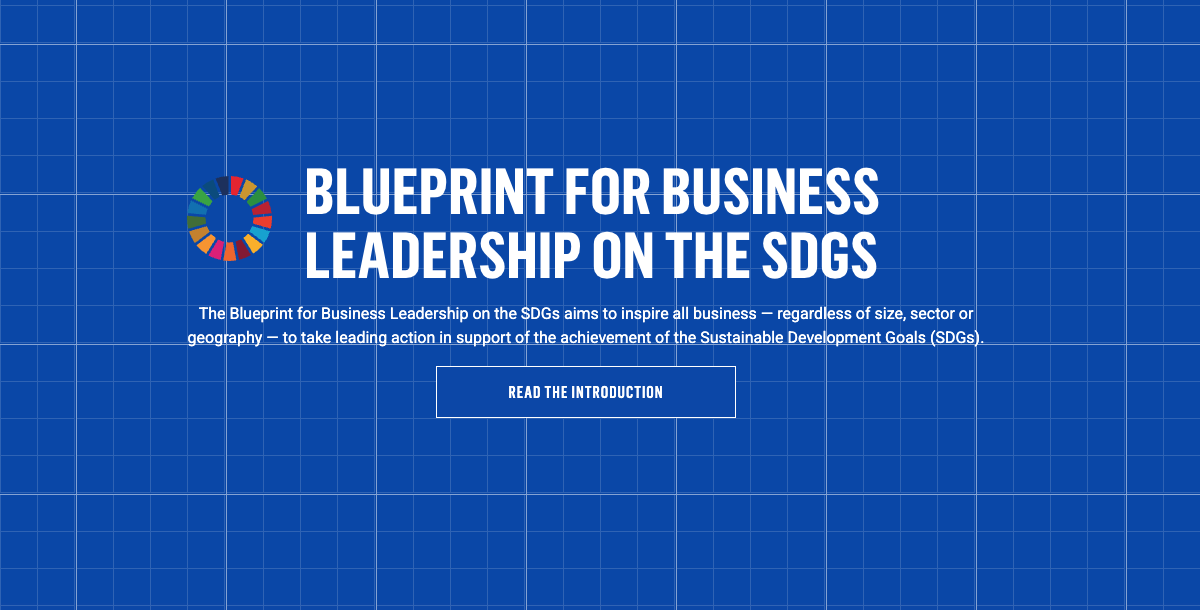 BLUEPRINT FOR BUSINESS
LEADERSHIP ON THE SDGS
The Blueprint for Business Leadership on the SDGs aims to inspire all business — regardless of size, sector or
geography — to take leading action in support of the achievement of the Sustainable Development Goals (SDGs).
READ THE INTRODUCTION